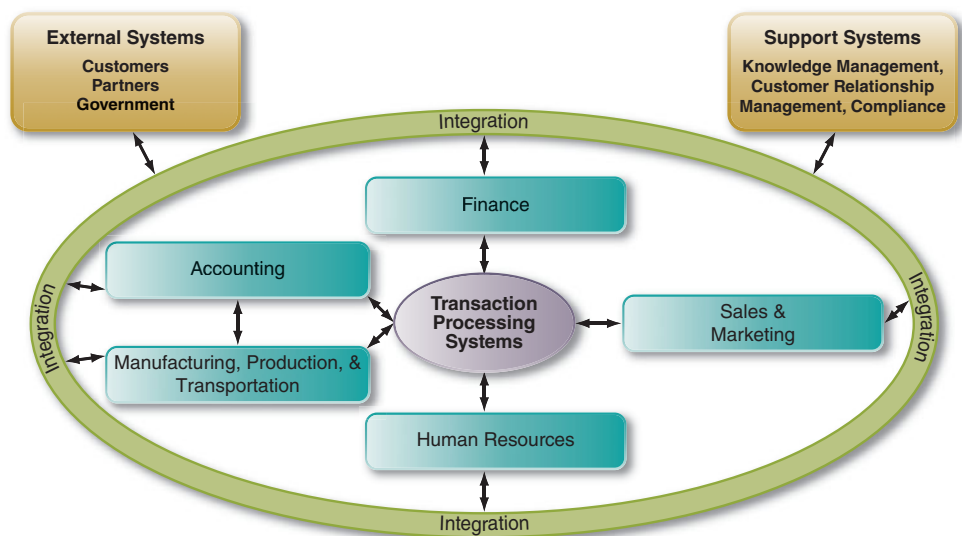 External Systems
Customers
Partners
Government
Support Systems
Knowledge Management,
Customer Relationship
Management, Compliance
Integration
Finance
Accounting
Integration
Transaction
Processing
Systems
Sales &
Marketing
Integration
Manufacturing, Production, &
Transportation
Human Resources
Integration